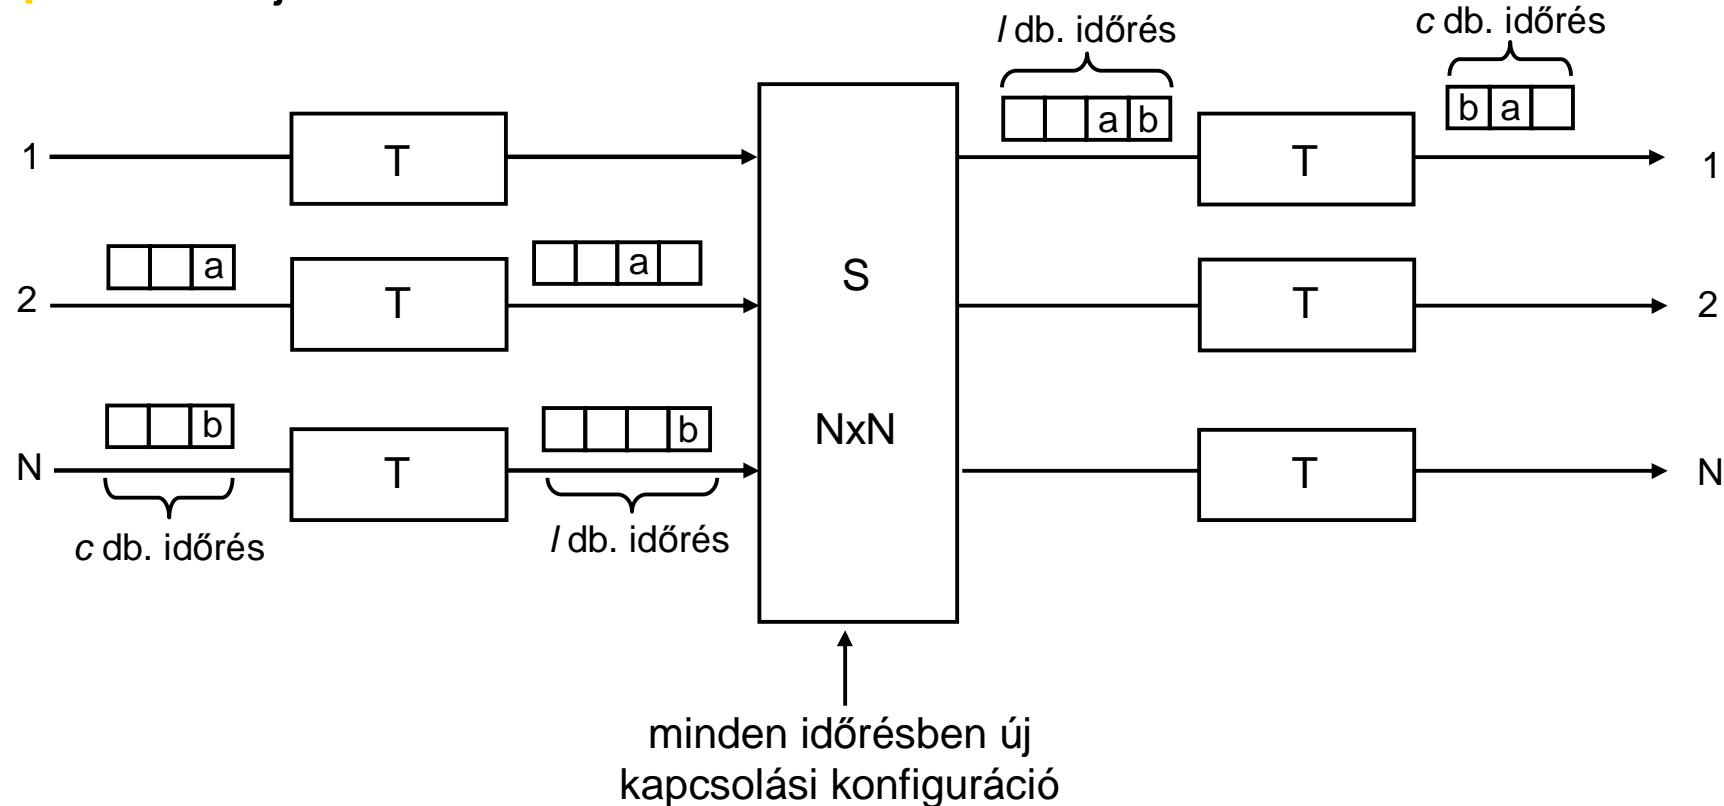 l db. időrés
c db. időrés
a b
b a
1 T T 1
a
a
2 T S T 2
b
b
NxN
N T T N
c db. időrés
l db. időrés
minden időrésben új
kapcsolási konfiguráció